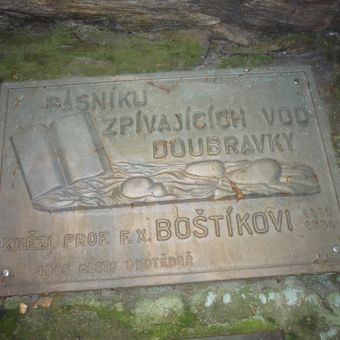 BÁSNÍKU
ZPÍVAJÍCÍCH VOD
DOUBRAVKY
KNĚZI PROF. F.X. BOŠTÍKOVI
MĚSTO CHOTĚBOŘ